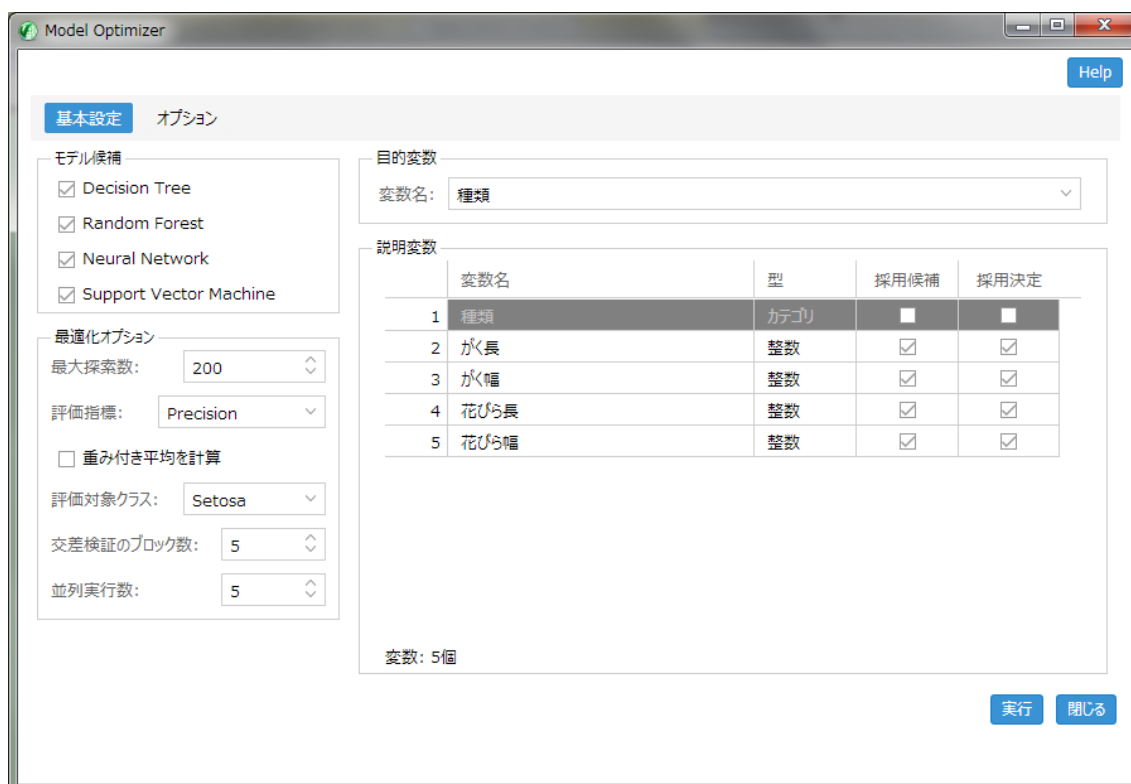 Model Optimizer
Help
基本設定 オプション
モデル候補
Decision Tree
Random Forest
Neural Network
Support Vector Machine
最適化オプション
最大探索数: 200
評価指標: Precision
重み付き平均を計算
評価対象クラス: Setosa
交差検証のブロック数: 5
並列実行数: 5
目的変数
変数名: 種類
説明変数
変数名 型 採用候補 採用決定
1 種類 カテゴリ
2 がく長 整数
3 がく幅 整数
4 花びら長 整数
5 花びら幅 整数
変数: 5個
実行 閉じる